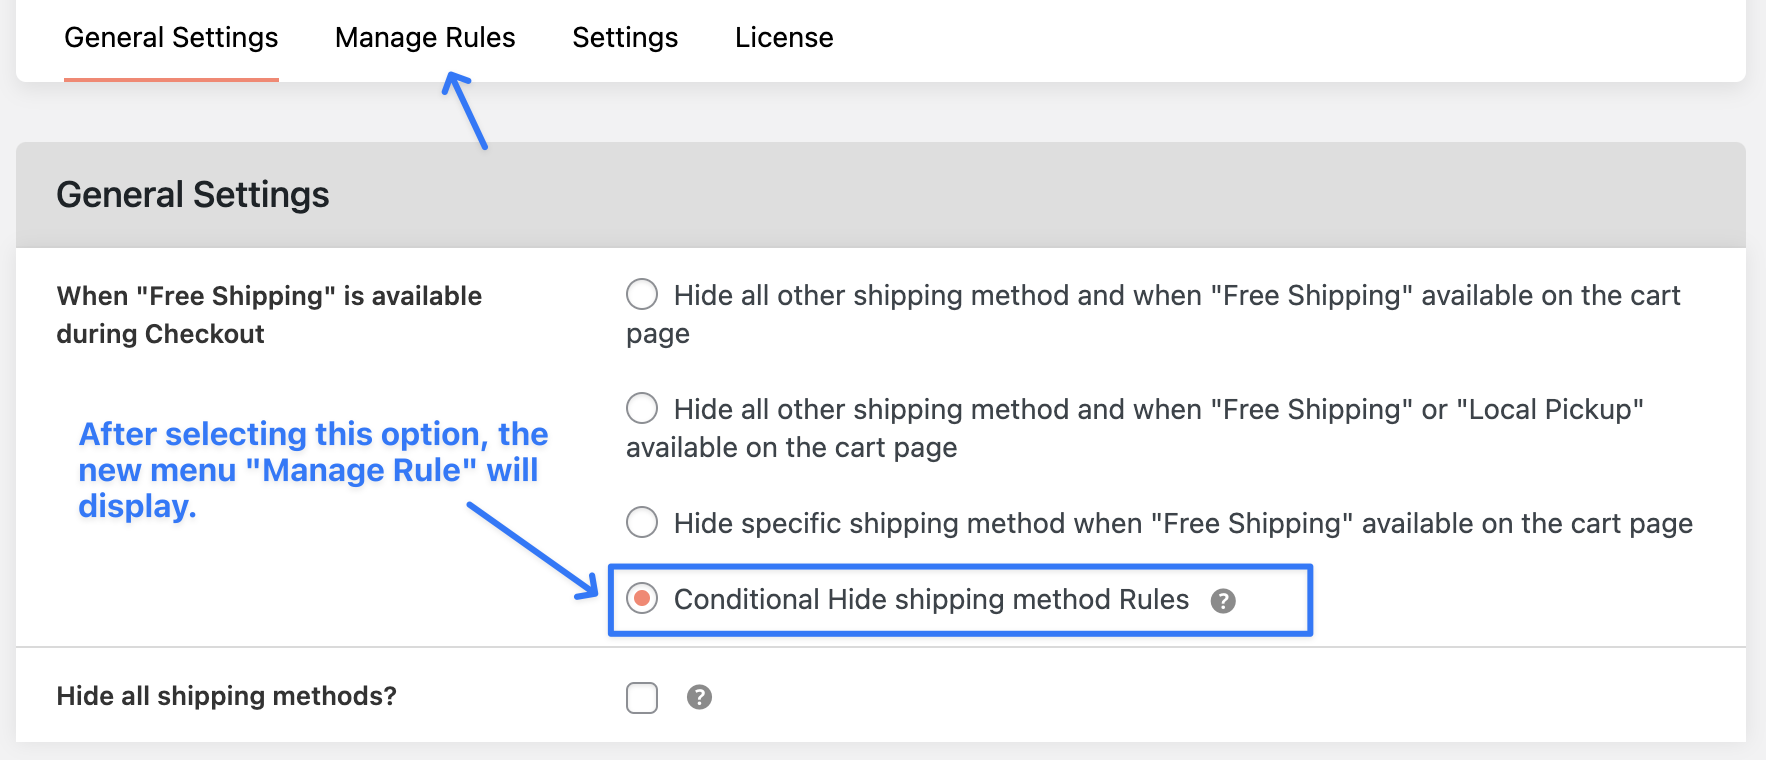 General Settings Manage Rules Settings License
General Settings
When "Free Shipping" is available
during Checkout
Hide all other shipping method and when "Free Shipping" available on the cart
page
Hide all other shipping method and when "Free Shipping" or "Local Pickup"
available on the cart page
After selecting this option, the
new menu "Manage Rule" will
display.
Hide specific shipping method when "Free Shipping" available on the cart page
Conditional Hide shipping method Rules ?
Hide all shipping methods? ?